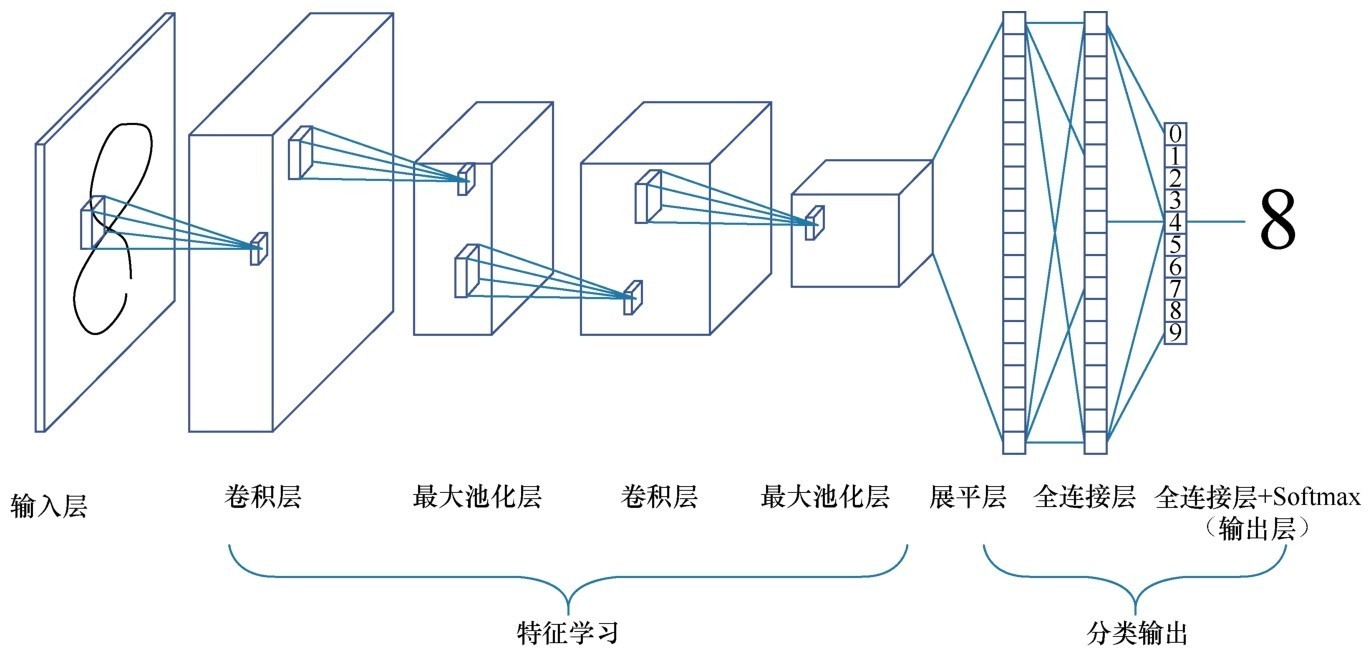 0
1
2
3
4
5
6
7
8
9
8
输入层
卷积层
最大池化层
卷积层
最大池化层
展平层
全连接层
全连接层+Softmax
（输出层）
特征学习
分类输出